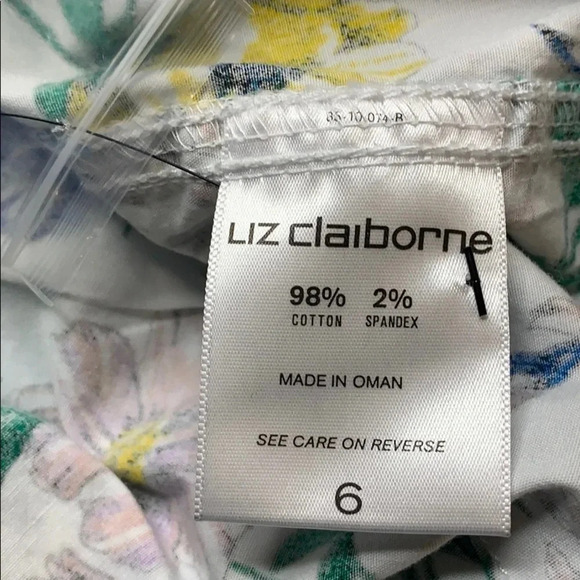 LIZ claiborne
98% 2%
COTTON SPANDEX
MADE IN OMAN
SEE CARE ON REVERSE
6